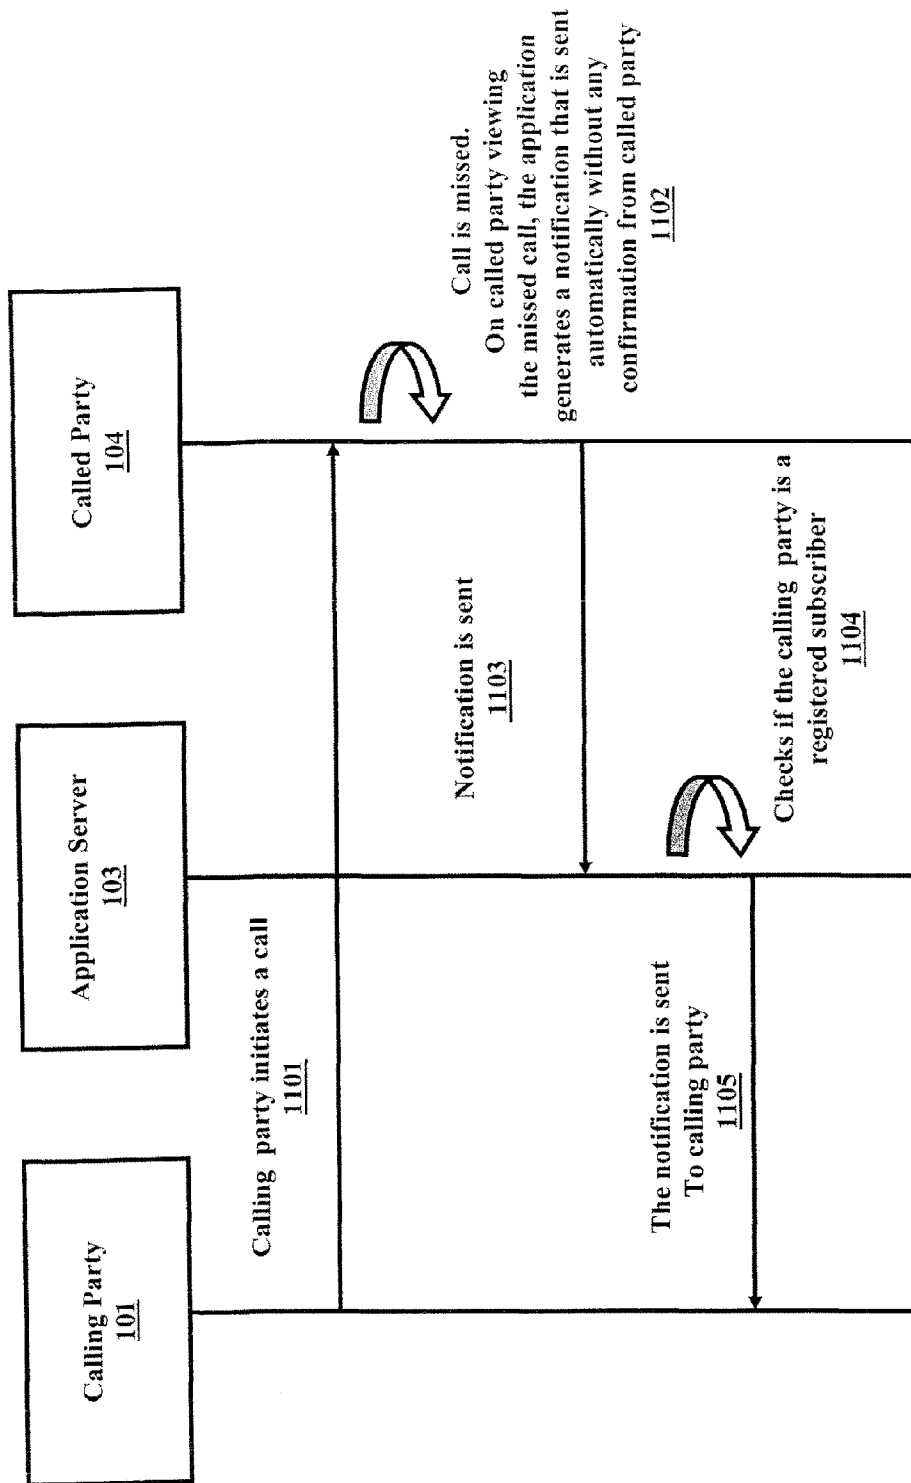 Calling Party
101
Application Server
103
Called Party
104
Calling party initiates a call
1101
Call is missed.
On called party viewing
the missed call, the application
generates a notification that is sent
automatically without any
confirmation from called party
1102
Notification is sent
1103
Checks if the calling party is a
registered subscriber
1104
The notification is sent
To calling party
1105